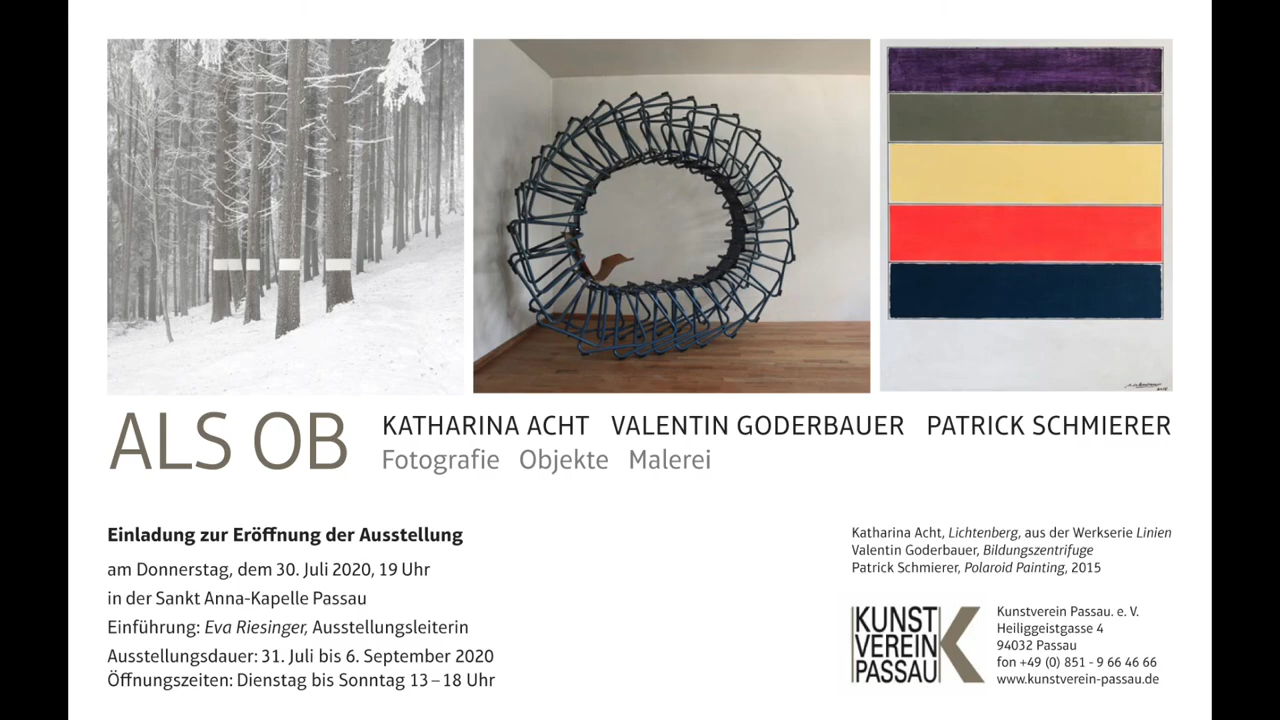 ALS OB
KATHARINA ACHT VALENTIN GODERBAUER PATRICK SCHMIERER
Fotografie Objekte Malerei
Einladung zur Eröffnung der Ausstellung
am Donnerstag, dem 30. Juli 2020, 19 Uhr
in der Sankt Anna-Kapelle Passau
Einführung: Eva Riesinger, Ausstellungsleiterin
Ausstellungsdauer: 31. Juli bis 6. September 2020
Öffnungszeiten: Dienstag bis Sonntag 13 – 18 Uhr
Katharina Acht, Lichtenberg, aus der Werkserie Linien
Valentin Goderbauer, Bildungszentrifuge
Patrick Schmierer, Polaroid Painting, 2015
KUNST
VEREIN
PASSAU
Kunstverein Passau. e. V.
Heiliggeistgasse 4
94032 Passau
fon +49 (0) 851 - 9 66 46 66
www.kunstverein-passau.de